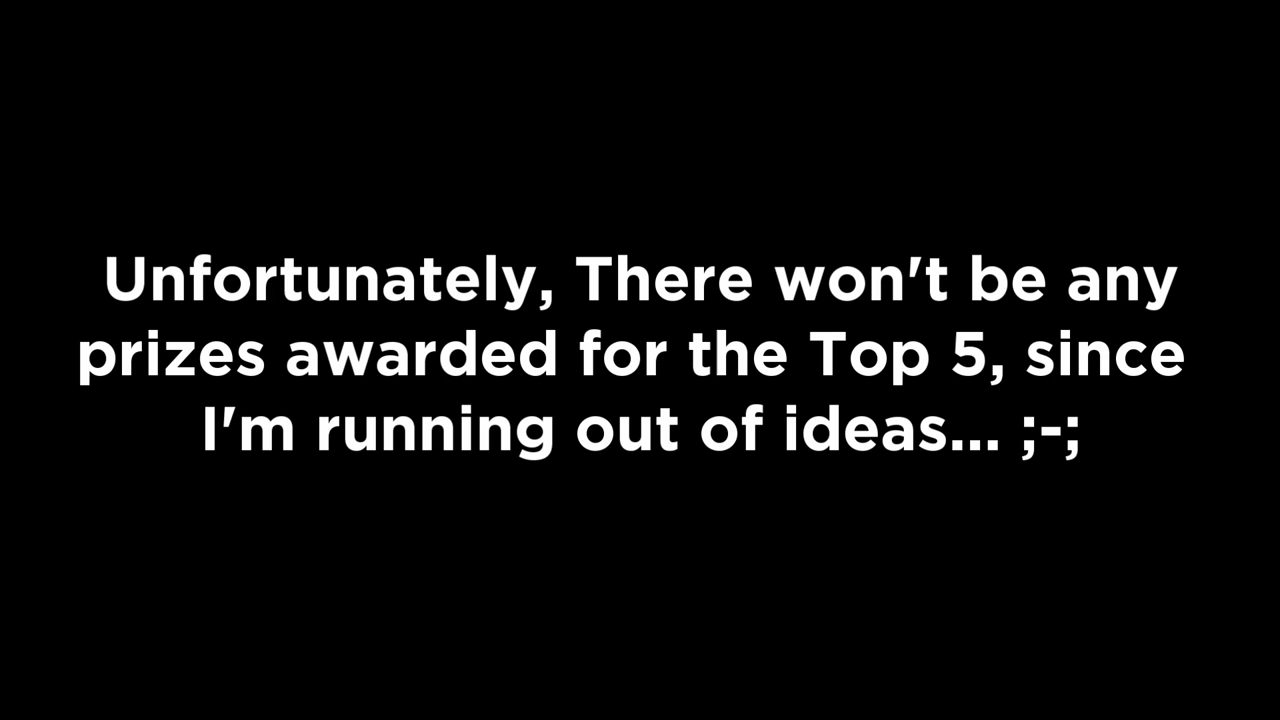 Unfortunately, There won't be any
prizes awarded for the Top 5, since
I'm running out of ideas... ;-;